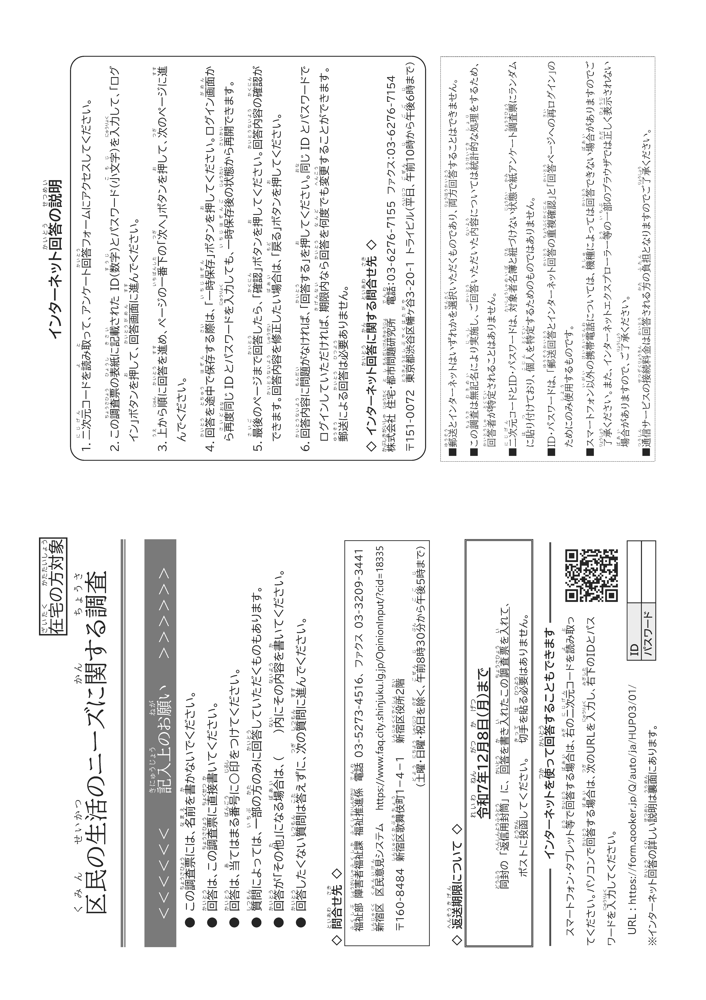 在宅の方対象
区民の生活のニーズに関する調査
＜＜＜＜＜＜ 記入上のお願い ＞＞＞＞＞＞
● この調査票には、名前を書かないでください。
● 回答は、この調査票に直接書いてください。
● 回答は、当てはまる番号に○印をつけてください。
● 質問によっては、一部の方のみに回答していただくものもあります。
● 回答が「その他」になる場合は、（　　）内にその内容を書いてください。
● 回答したくない質問は答えずに、次の質問に進んでください。
◇ 問合せ先 ◇
福祉部 障害者福祉課 福祉推進係 電話 03-5273-4516、ファクス 03-3209-3441
新宿区 区民意見システム https://www.faq.city.shinjuku.lg.jp/OpinionInput/?cid=18335
〒160-8484 新宿区歌舞伎町1－4－1 新宿区役所2階
（土曜・日曜・祝日を除く、午前8時30分から午後5時まで）
◇ 返送期限について ◇
令和7年12月8日(月)まで
同封の「返信用封筒」に、回答を書き入れたこの調査票を入れて、
ポストに投函してください。 切手を貼る必要はありません。
インターネットを使って回答することもできます
スマートフォン・タブレット等で回答する場合は、右の二次元コードを読み取っ
てください。パソコンで回答する場合は、次のURLを入力し、右下のIDとパス
ワードを入力してください。
URL：https://form.qooker.jp/Q/auto/ja/HUP03/01/
ID
パスワード
※インターネット回答の詳しい説明は裏面にあります。
インターネット回答の説明
1. 二次元コードを読み取って、アンケート回答フォームにアクセスしてください。
2. この調査票の表紙に記載された ID（数字）とパスワード（小文字）を入力して、「ログ
イン」ボタンを押して、回答画面に進んでください。
3. 上から順に回答を進め、ページの一番下の「次へ」ボタンを押して、次のページに進
んでください。
4. 回答を途中で保存する際は、「一時保存」ボタンを押してください。ログイン画面か
ら再度同じ ID とパスワードを入力しても、一時保存後の状態から再開できます。
5. 最後のページまで回答したら、「確認」ボタンを押してください。回答内容の確認が
できます。回答内容を修正したい場合は、「戻る」ボタンを押してください。
6. 回答内容に問題がなければ、「回答する」を押してください。同じ ID とパスワードで
ログインしていただければ、期限内なら回答を何度でも変更することができます。
郵送による回答は必要ありません。
◇ インターネット回答に関する問合せ先 ◇
株式会社 住宅・都市問題研究所 電話：03-6276-7155 ファクス：03-6276-7154
〒151-0072 東京都渋谷区幡ヶ谷3-20-1 トライビル（平日、午前10時から午後6時まで）
■郵送とインターネットはいずれかを選択いただくものであり、両方回答することはできません。
■この調査は無記名により実施し、ご回答いただいた内容については統計的な処理をするため、
回答者が特定されることはありません。
■二次元コードとID・パスワードは、対象者名簿と紐づけない状態で紙アンケート調査票にランダム
に貼り付けており、個人を特定するためのものではありません。
■ID・パスワードは、「郵送回答とインターネット回答の重複確認」と「回答ページへの再ログイン」の
ためにのみ使用するものです。
■スマートフォン以外の携帯電話については、機種によっては回答できない場合がありますのでご
了承ください。また、インターネットエクスプローラー等の一部のブラウザでは正しく表示されない
場合がありますので、ご了承ください。
■通信サービスの接続料金は回答される方の負担となりますのでご了承ください。